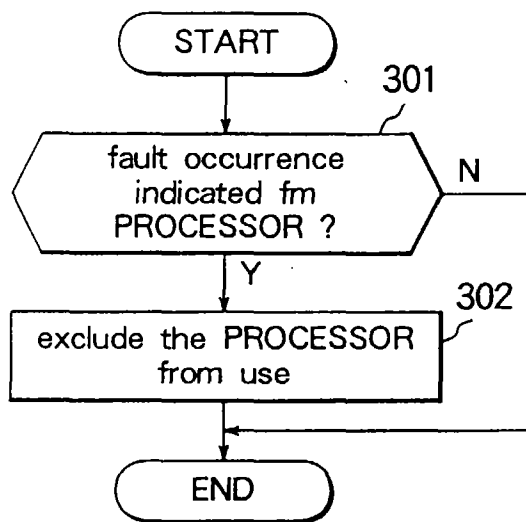 START
301
fault occurrence
indicated fm
PROCESSOR ?
N
Y
302
exclude the PROCESSOR
from use
END